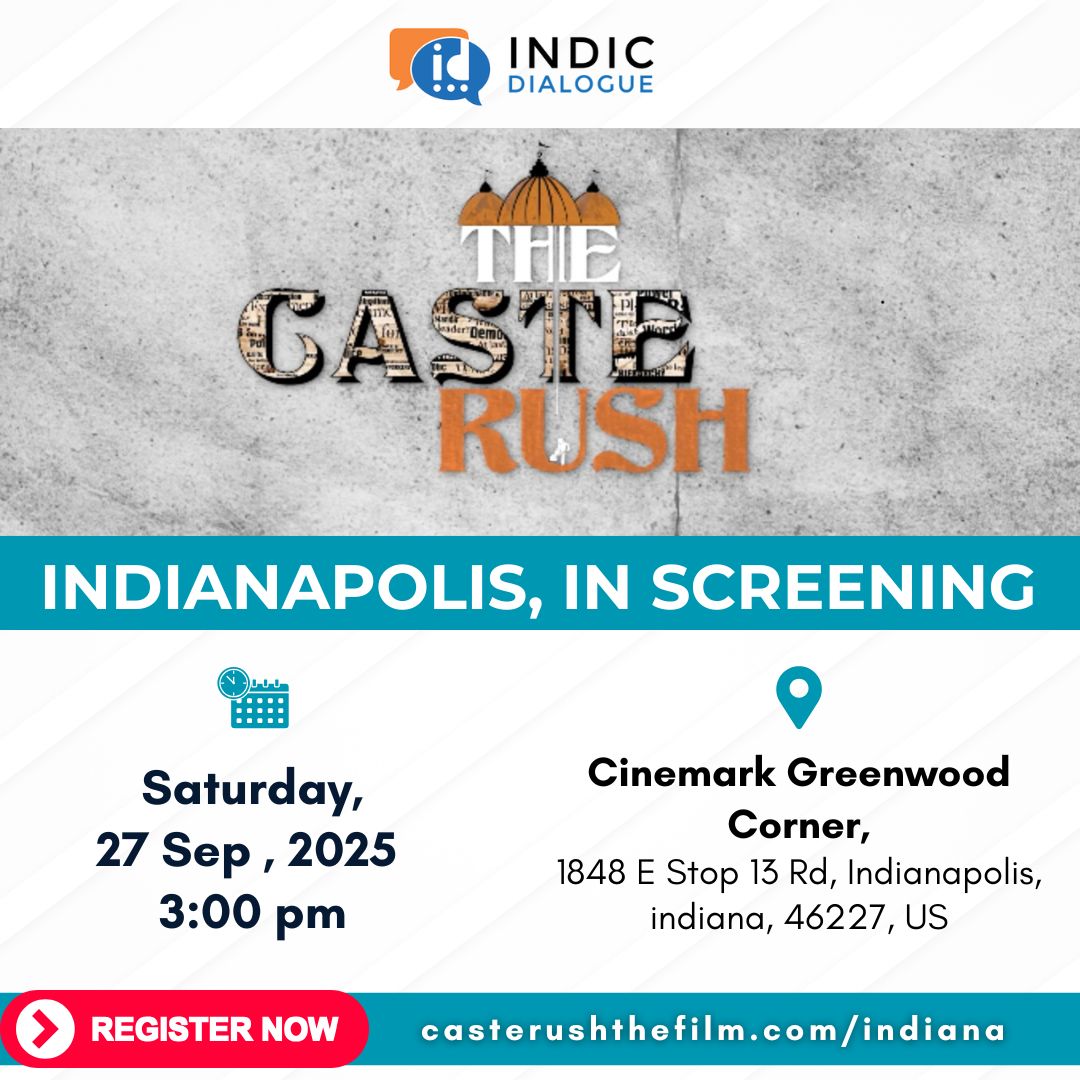 id
INDIC
DIALOGUE
THE
CASTE
RUSH
INDIANAPOLIS, IN SCREENING
Saturday,
27 Sep , 2025
3:00 pm
Cinemark Greenwood
Corner,
1848 E Stop 13 Rd, Indianapolis,
indiana, 46227, US
REGISTER NOW
casterushthefilm.com/indiana